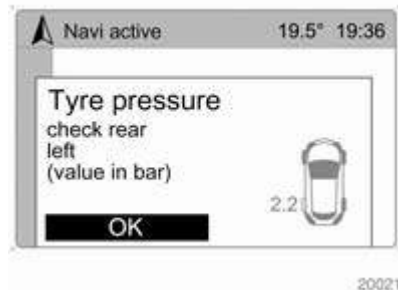 Navi active 19.5° 19:36
Tyre pressure
check rear
left
(value in bar)
2.2
OK
20021